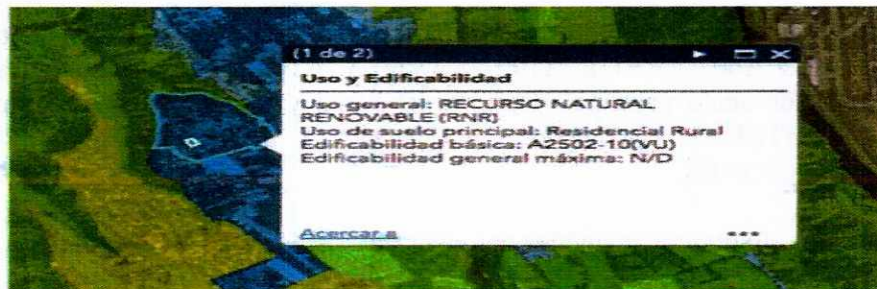 (1 de 2)
Uso y Edificabilidad
Uso general: RECURSO NATURAL
RENOVABLE (RNR)
Uso de suelo principal: Residencial Rural
Edificabilidad básica: A2502-10(VU)
Edificabilidad general máxima: N/D
Acercar a